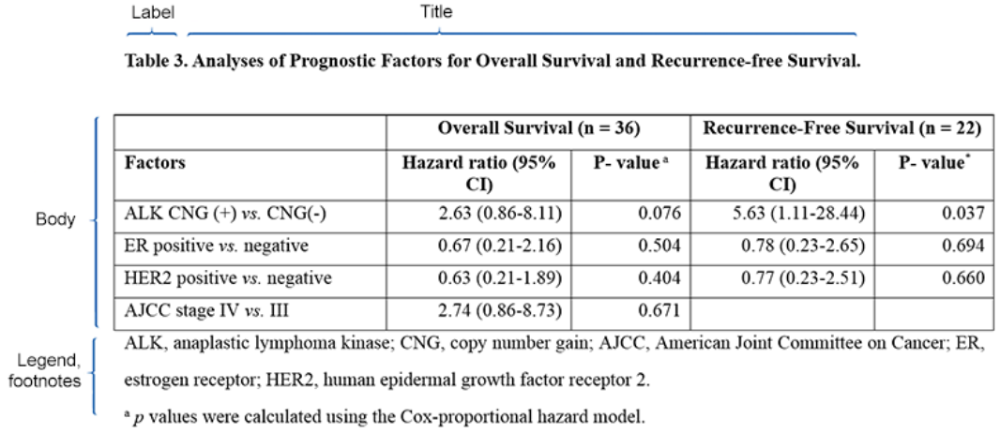 Label Title
Table 3. Analyses of Prognostic Factors for Overall Survival and Recurrence-free Survival.
Overall Survival (n = 36) Recurrence-Free Survival (n = 22)
Factors Hazard ratio (95% CI) P- value ᵃ Hazard ratio (95% CI) P- value*
Body
ALK CNG (+) vs. CNG(-) 2.63 (0.86-8.11) 0.076 5.63 (1.11-28.44) 0.037
ER positive vs. negative 0.67 (0.21-2.16) 0.504 0.78 (0.23-2.65) 0.694
HER2 positive vs. negative 0.63 (0.21-1.89) 0.404 0.77 (0.23-2.51) 0.660
AJCC stage IV vs. III 2.74 (0.86-8.73) 0.671
Legend, footnotes
ALK, anaplastic lymphoma kinase; CNG, copy number gain; AJCC, American Joint Committee on Cancer; ER,
estrogen receptor; HER2, human epidermal growth factor receptor 2.
ᵃ p values were calculated using the Cox-proportional hazard model.